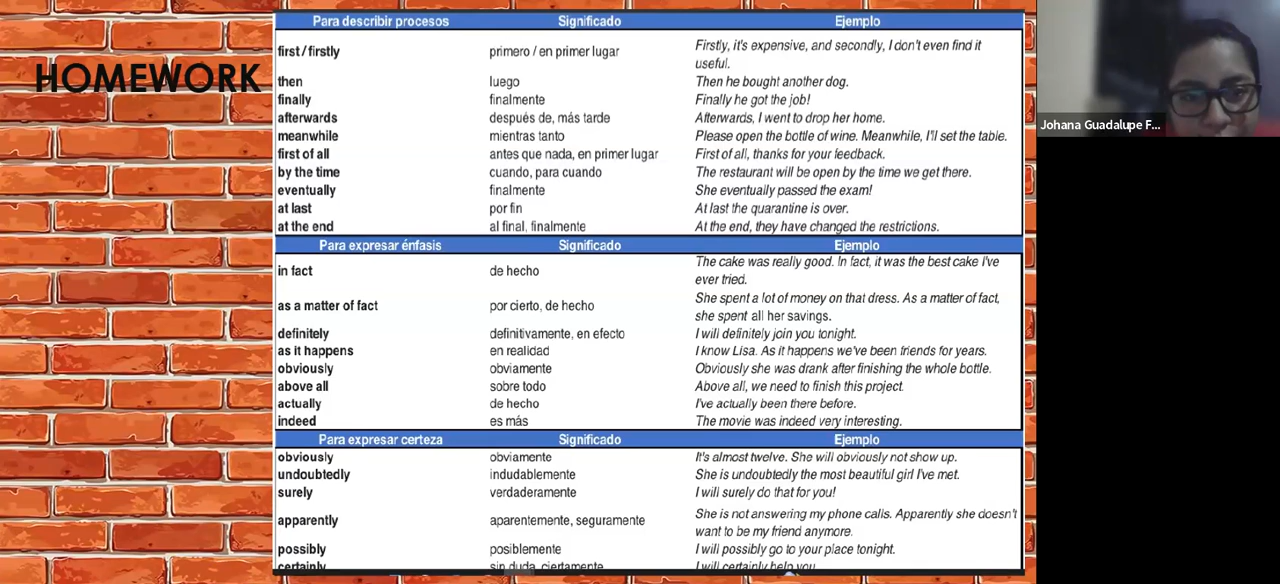 HOMEWORK
Para describir procesos Significado Ejemplo
first / firstly primero / en primer lugar Firstly, it's expensive, and secondly, I don't even find it
useful.
then luego Then he bought another dog.
finally finalmente Finally he got the job!
afterwards después de, más tarde Afterwards, I went to drop her home.
meanwhile mientras tanto Please open the bottle of wine. Meanwhile, I'll set the table.
first of all antes que nada, en primer lugar First of all, thanks for your feedback.
by the time cuando, para cuando The restaurant will be open by the time we get there.
eventually finalmente She eventually passed the exam!
at last por fin At last the quarantine is over.
at the end al final, finalmente At the end, they have changed the restrictions.
Para expresar énfasis Significado Ejemplo
in fact de hecho The cake was really good. In fact, it was the best cake I've
ever tried.
as a matter of fact por cierto, de hecho She spent a lot of money on that dress. As a matter of fact,
she spent all her savings.
definitely definitivamente, en efecto I will definitely join you tonight.
as it happens en realidad I know Lisa. As it happens we've been friends for years.
obviously obviamente Obviously she was drank after finishing the whole bottle.
above all sobre todo Above all, we need to finish this project.
actually de hecho I've actually been there before.
indeed es más The movie was indeed very interesting.
Para expresar certeza Significado Ejemplo
obviously obviamente It's almost twelve. She will obviously not show up.
undoubtedly indudablemente She is undoubtedly the most beautiful girl I've met.
surely verdaderamente I will surely do that for you!
apparently aparentemente, seguramente She is not answering my phone calls. Apparently she doesn't
want to be my friend anymore.
possibly posiblemente I will possibly go to your place tonight.
certainly sin duda, ciertamente I will certainly help you
Johana Guadalupe F...